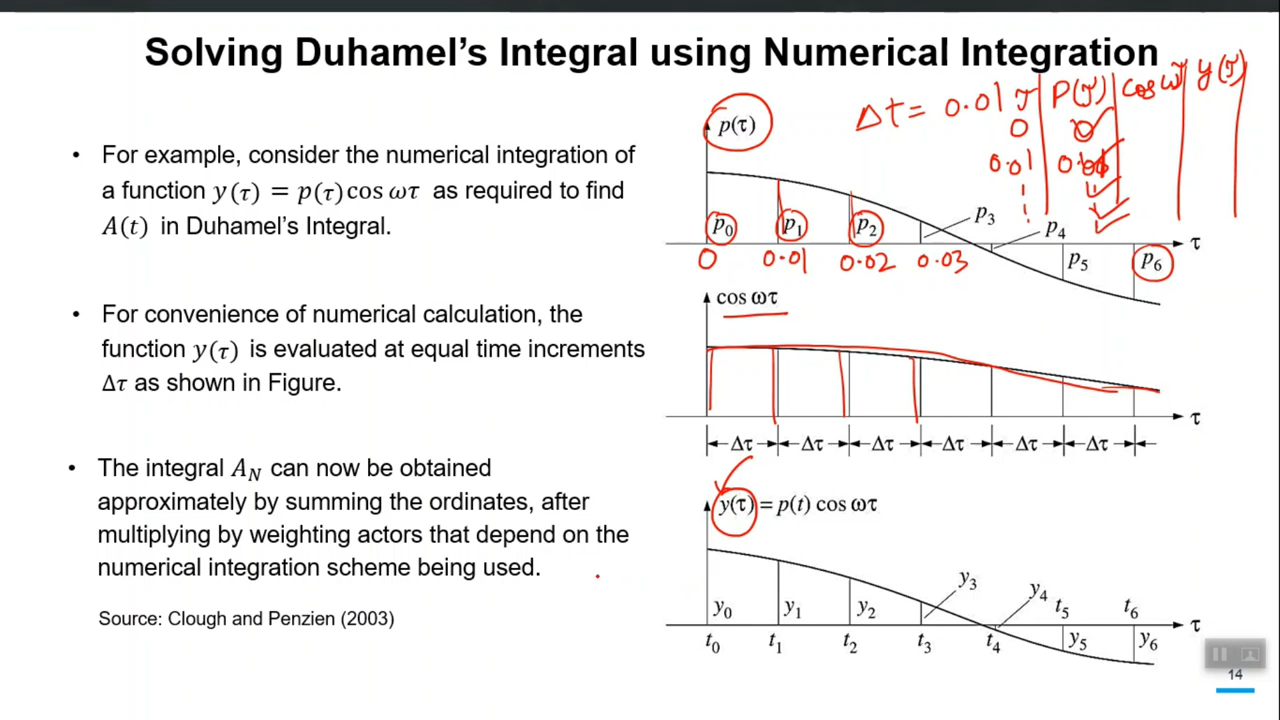 Solving Duhamel's Integral using Numerical Integration
• For example, consider the numerical integration of
a function y(τ) = p(τ)cos ωτ as required to find
A(t) in Duhamel's Integral.
• For convenience of numerical calculation, the
function y(τ) is evaluated at equal time increments
Δτ as shown in Figure.
• The integral A_N can now be obtained
approximately by summing the ordinates, after
multiplying by weighting actors that depend on the
numerical integration scheme being used.
Source: Clough and Penzien (2003)
Δt = 0.01
τ P(τ) cos ωτ y(τ)
0 0
0.01
p(τ)
p₀ p₁ p₂ p₃ p₄ p₅ p₆ τ
0 0.01 0.02 0.03
cos ωτ
τ
Δτ Δτ Δτ Δτ Δτ Δτ
y(τ) = p(t) cos ωτ
y₀ y₁ y₂ y₃ y₄ y₅ y₆ τ
t₀ t₁ t₂ t₃ t₄ t₅ t₆
14